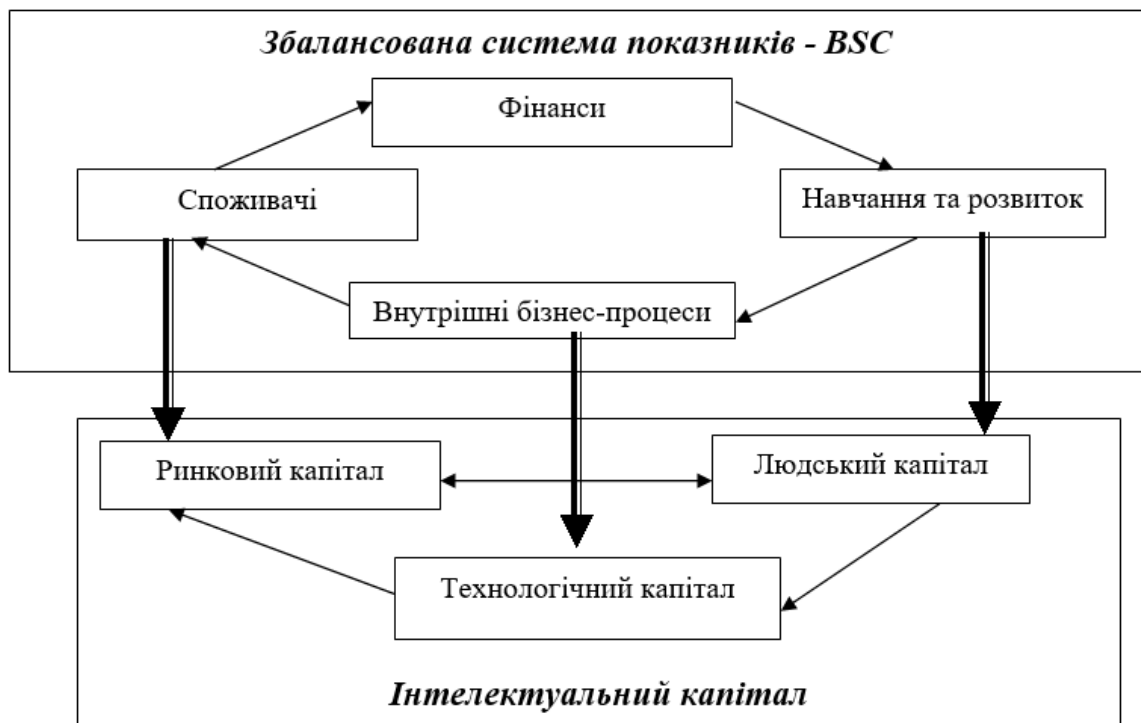 Збалансована система показників - BSC
Фінанси
Споживачі
Навчання та розвиток
Внутрішні бізнес-процеси
Ринковий капітал
Людський капітал
Технологічний капітал
Інтелектуальний капітал